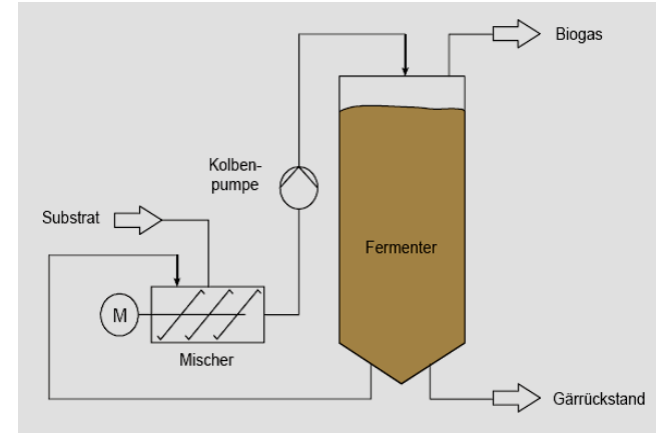 Biogas
Kolben-
pumpe
Substrat
Fermenter
M
Mischer
Gärrückstand